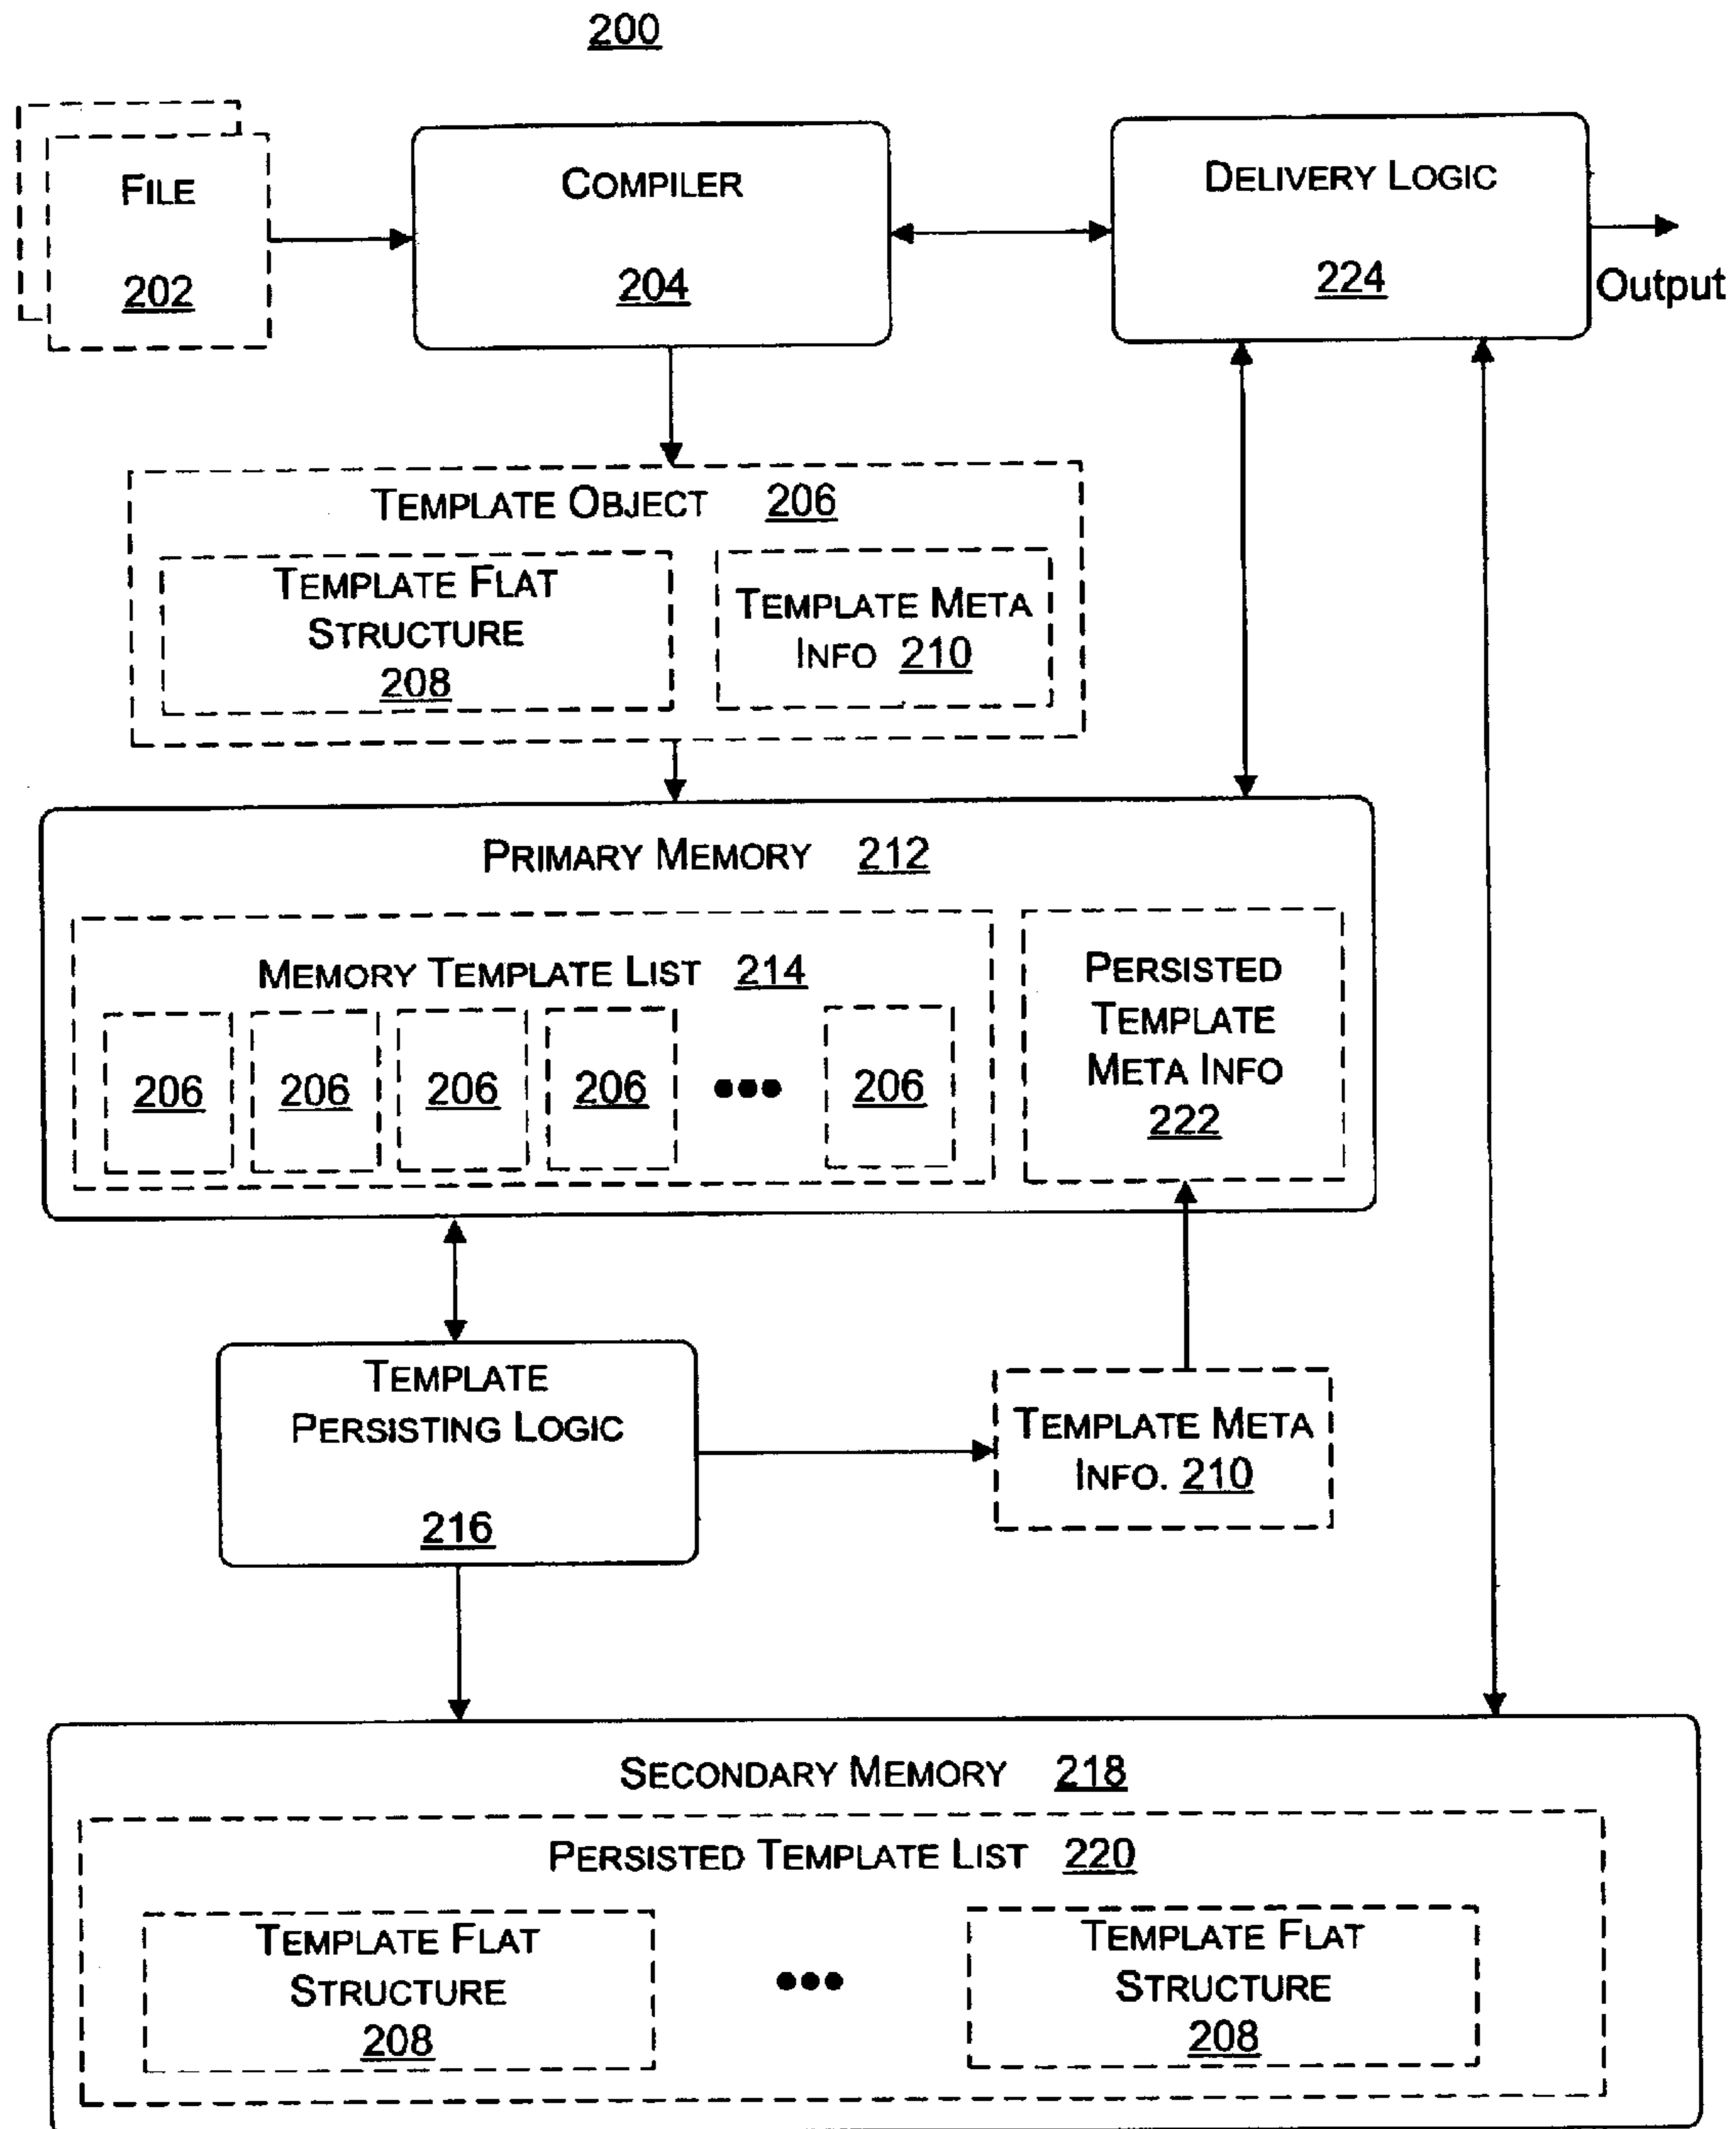 200
FILE
202
COMPILER
204
DELIVERY LOGIC
224
Output
TEMPLATE OBJECT 206
TEMPLATE FLAT
STRUCTURE
208
TEMPLATE META
INFO 210
PRIMARY MEMORY 212
MEMORY TEMPLATE LIST 214
206 206 206 206 ●●● 206
PERSISTED
TEMPLATE
META INFO
222
TEMPLATE
PERSISTING LOGIC
216
TEMPLATE META
INFO. 210
SECONDARY MEMORY 218
PERSISTED TEMPLATE LIST 220
TEMPLATE FLAT
STRUCTURE
208
●●●
TEMPLATE FLAT
STRUCTURE
208